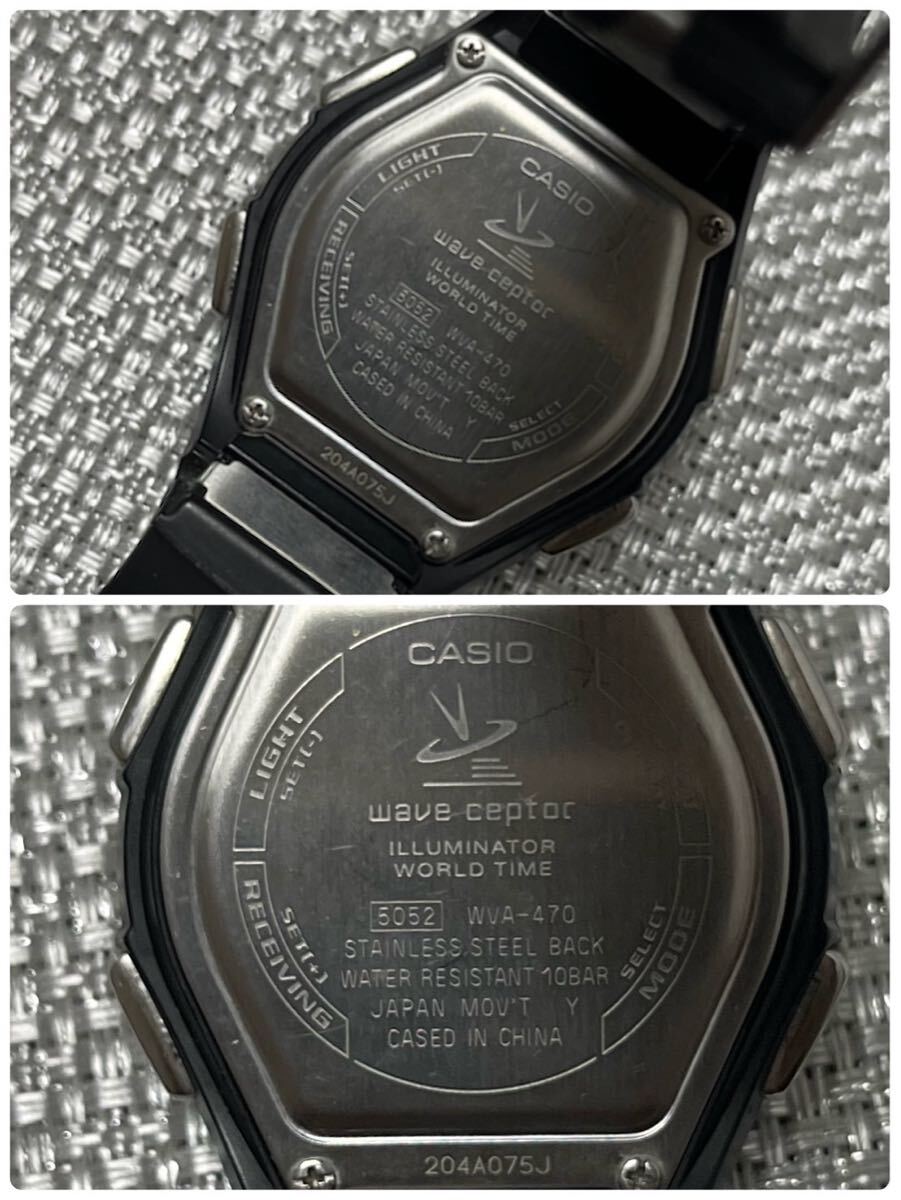 LIGHT
SET(-)
CASIO
RECEIVING
SET(+)
wave ceptor
ILLUMINATOR
WORLD TIME
5052 WVA-470
STAINLESS STEEL BACK
WATER RESISTANT 10BAR
JAPAN MOV'T Y
CASED IN CHINA
SELECT
MODE
204A075J
CASIO
LIGHT
SET(-)
wave ceptor
ILLUMINATOR
WORLD TIME
RECEIVING
SET(+)
5052 WVA-470
STAINLESS STEEL BACK
WATER RESISTANT 10BAR
JAPAN MOV'T Y
CASED IN CHINA
SELECT
MODE
204A075J